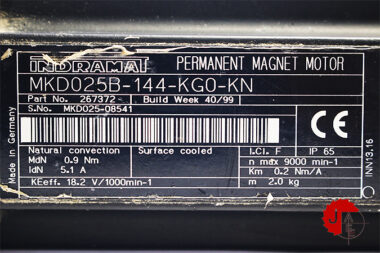 INDRAMAT PERMANENT MAGNET MOTOR
MKD025B-144-KG0-KN
Part No. 267372 Build Week 40/99
S.No. MKD025-08541
Made in Germany
Natural convection Surface cooled I.Cl. F IP 65
MdN 0.9 Nm n max 9000 min-1
IdN 5.1 A Km 0.2 Nm/A
KEeff. 18.2 V/1000min-1 m 2.0 kg
INN13.16